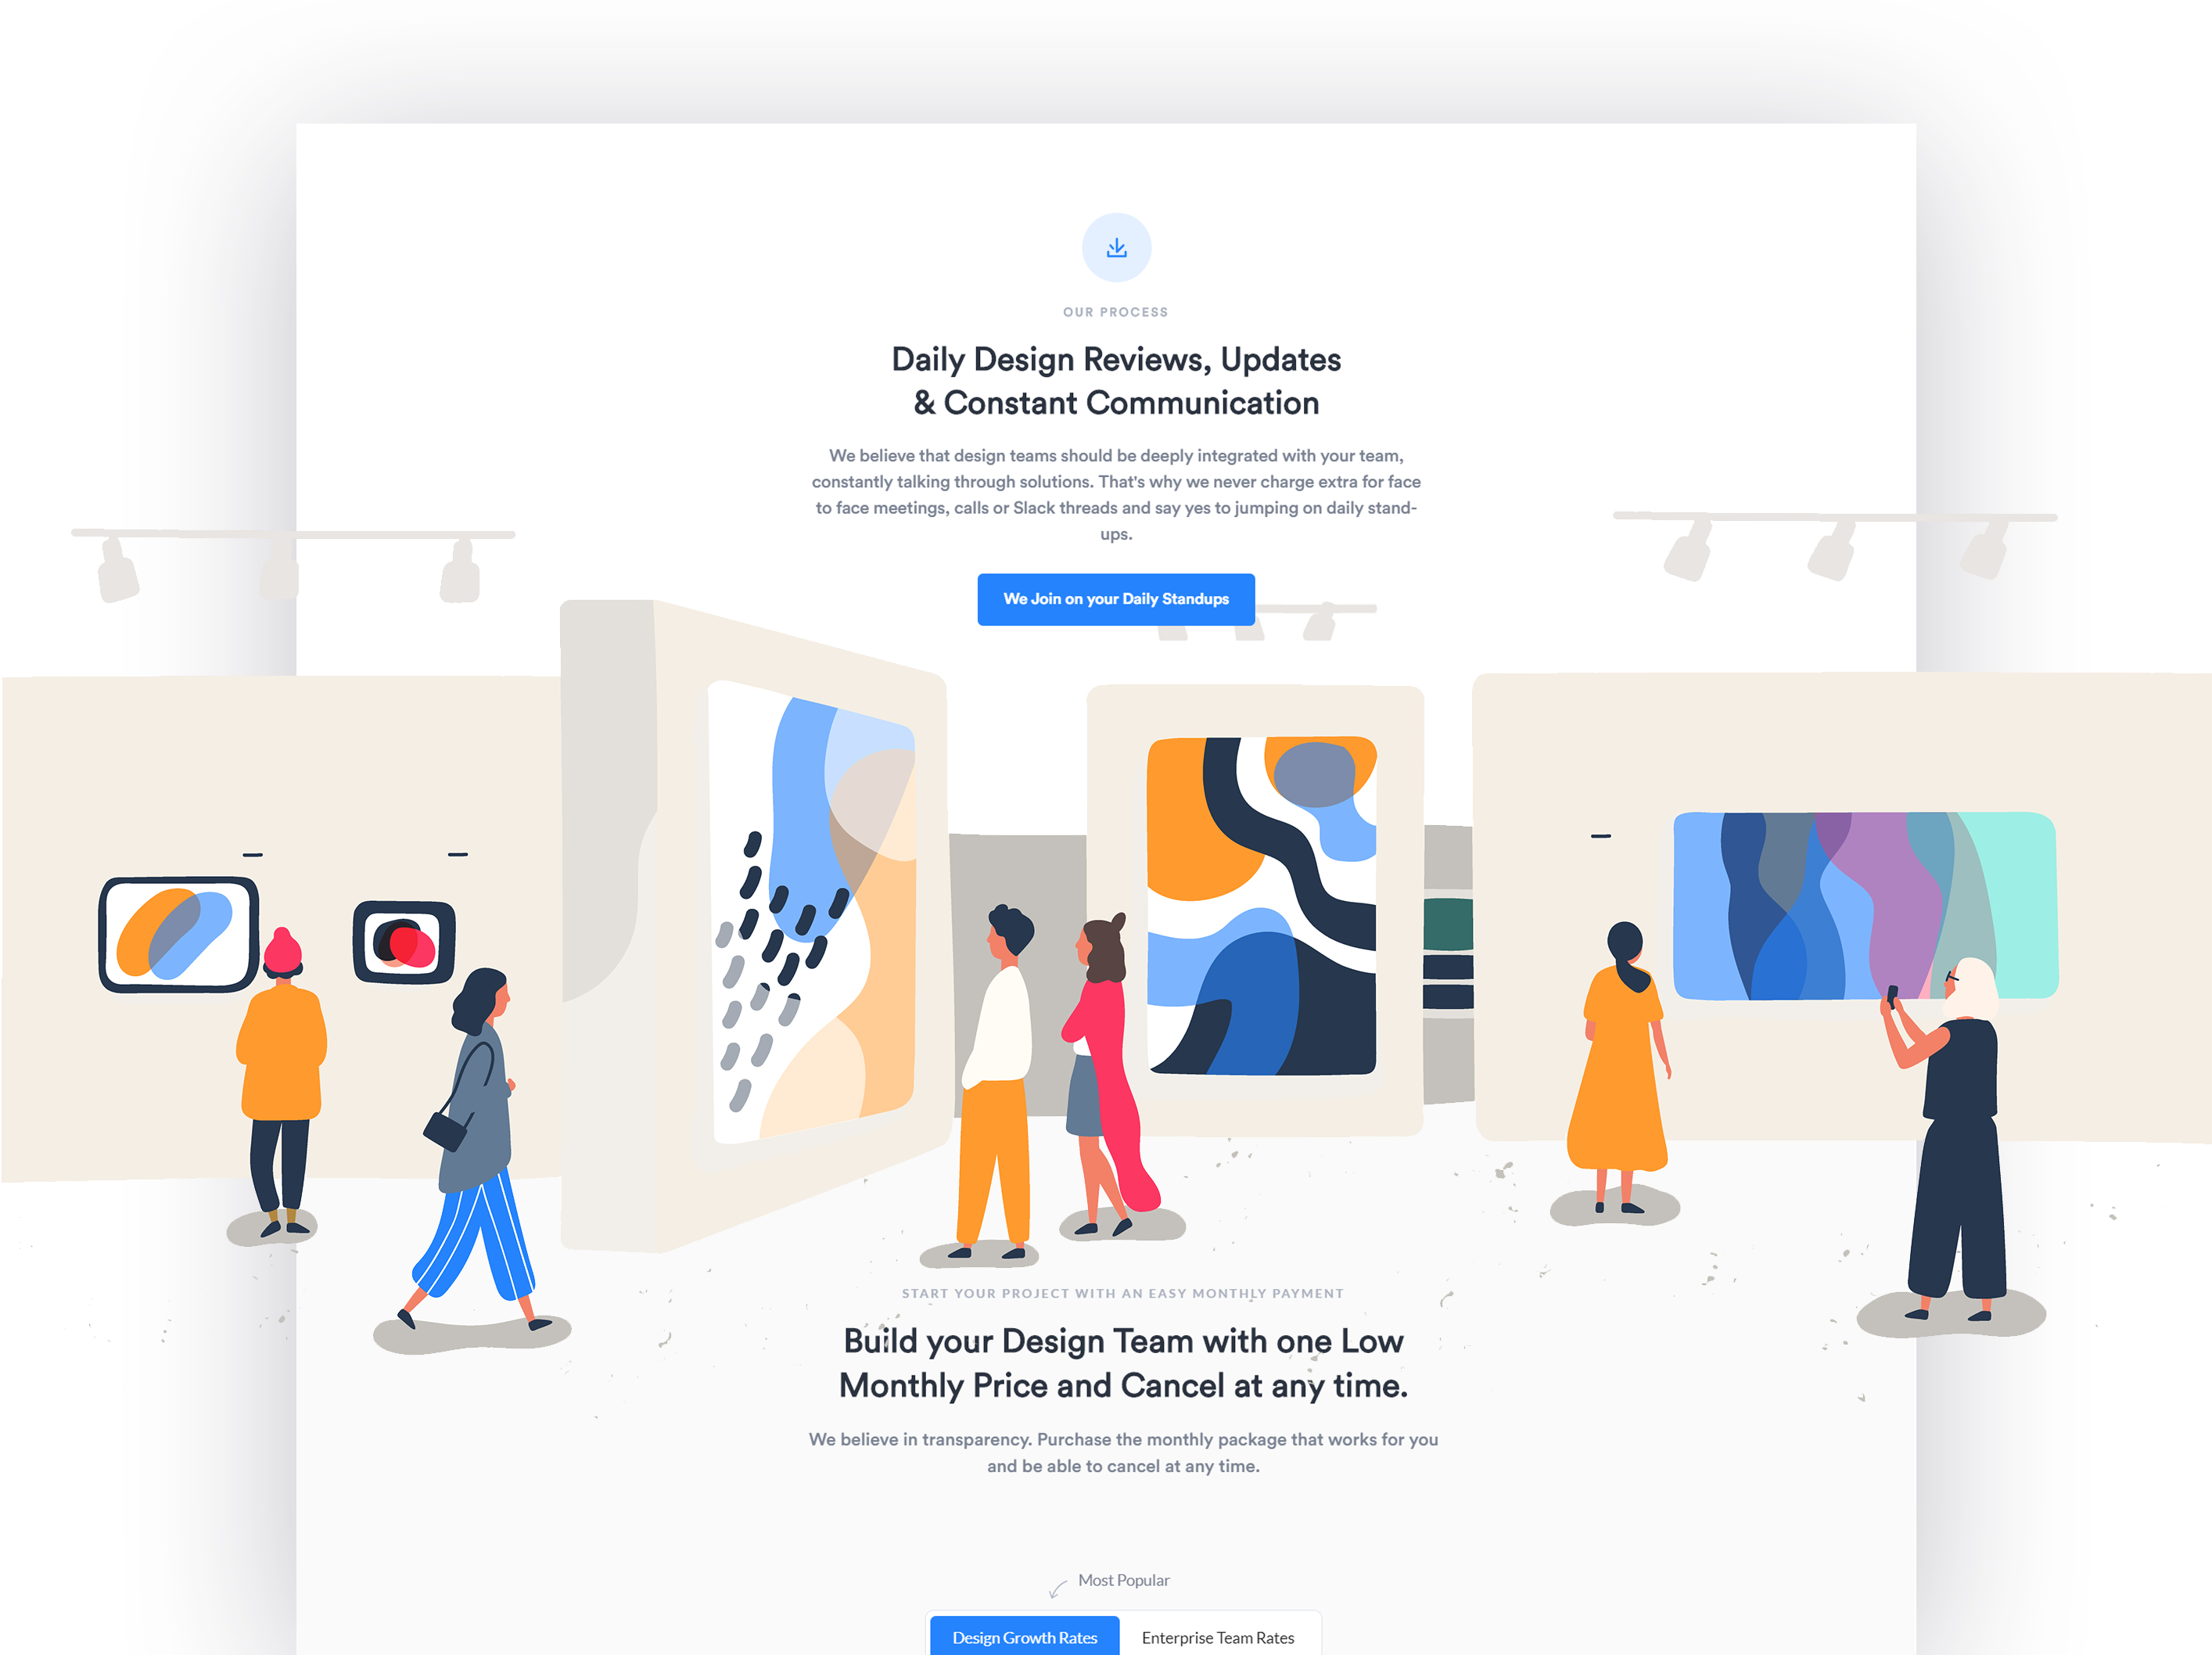 OUR PROCESS
Daily Design Reviews, Updates
& Constant Communication
We believe that design teams should be deeply integrated with your team,
constantly talking through solutions. That's why we never charge extra for face
to face meetings, calls or Slack threads and say yes to jumping on daily stand-
ups.
We Join on your Daily Standups
START YOUR PROJECT WITH AN EASY MONTHLY PAYMENT
Build your Design Team with one Low
Monthly Price and Cancel at any time.
We believe in transparency. Purchase the monthly package that works for you
and be able to cancel at any time.
Most Popular
Design Growth Rates
Enterprise Team Rates